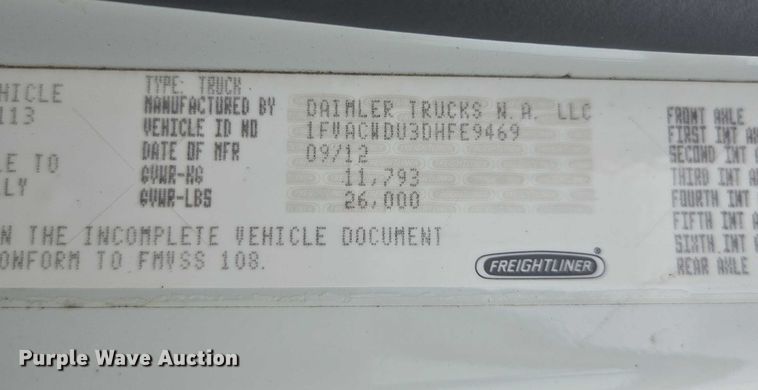 HICLE
113
LE TO
LY
TYPE: TRUCK
MANUFACTURED BY DAIMLER TRUCKS N.A. LLC
VEHICLE ID NO 1FVACWDU3DHFE9469
DATE OF MFR 09/12
GVWR-KG 11,793
GVWR-LBS 26,000
N THE INCOMPLETE VEHICLE DOCUMENT
ONFORM TO FMVSS 108.
FREIGHTLINER®
FRONT AXLE
FIRST INT A
SECOND INT
THIRD INT A
FOURTH INT
FIFTH INT A
SIXTH INT
REAR AXLE
Purple Wave Auction